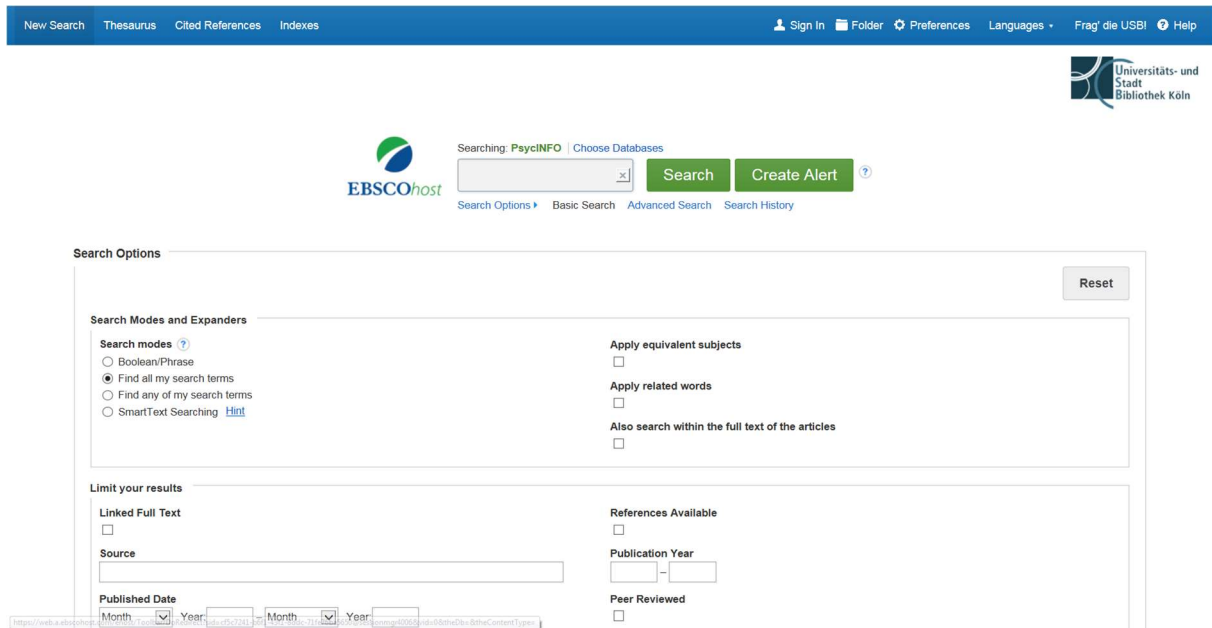 New Search Thesaurus Cited References Indexes Sign In Folder Preferences Languages Frag' die USB! Help
Universitäts- und
Stadt
Bibliothek Köln
Searching: PsycINFO Choose Databases
EBSCOhost
Search Create Alert ?
Search Options Basic Search Advanced Search Search History
Search Options
Reset
Search Modes and Expanders
Search modes ? Apply equivalent subjects
Boolean/Phrase
Find all my search terms Apply related words
Find any of my search terms
SmartText Searching Hint
Also search within the full text of the articles
Limit your results
Linked Full Text References Available
Source Publication Year
–
Published Date Peer Reviewed
Month Year: – Month Year: